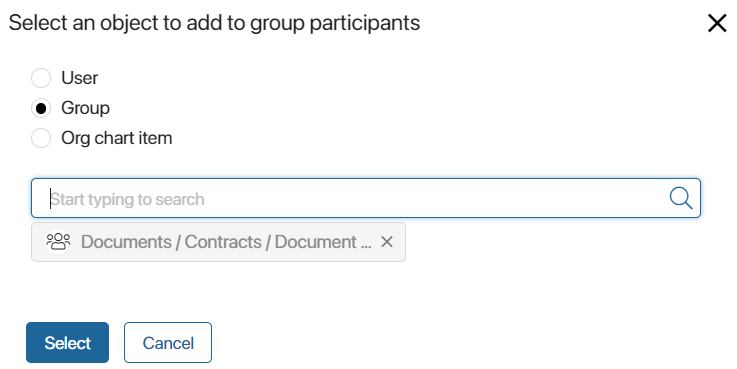 Select an object to add to group participants
User
Group
Org chart item
Start typing to search
Documents / Contracts / Document ...
Select
Cancel